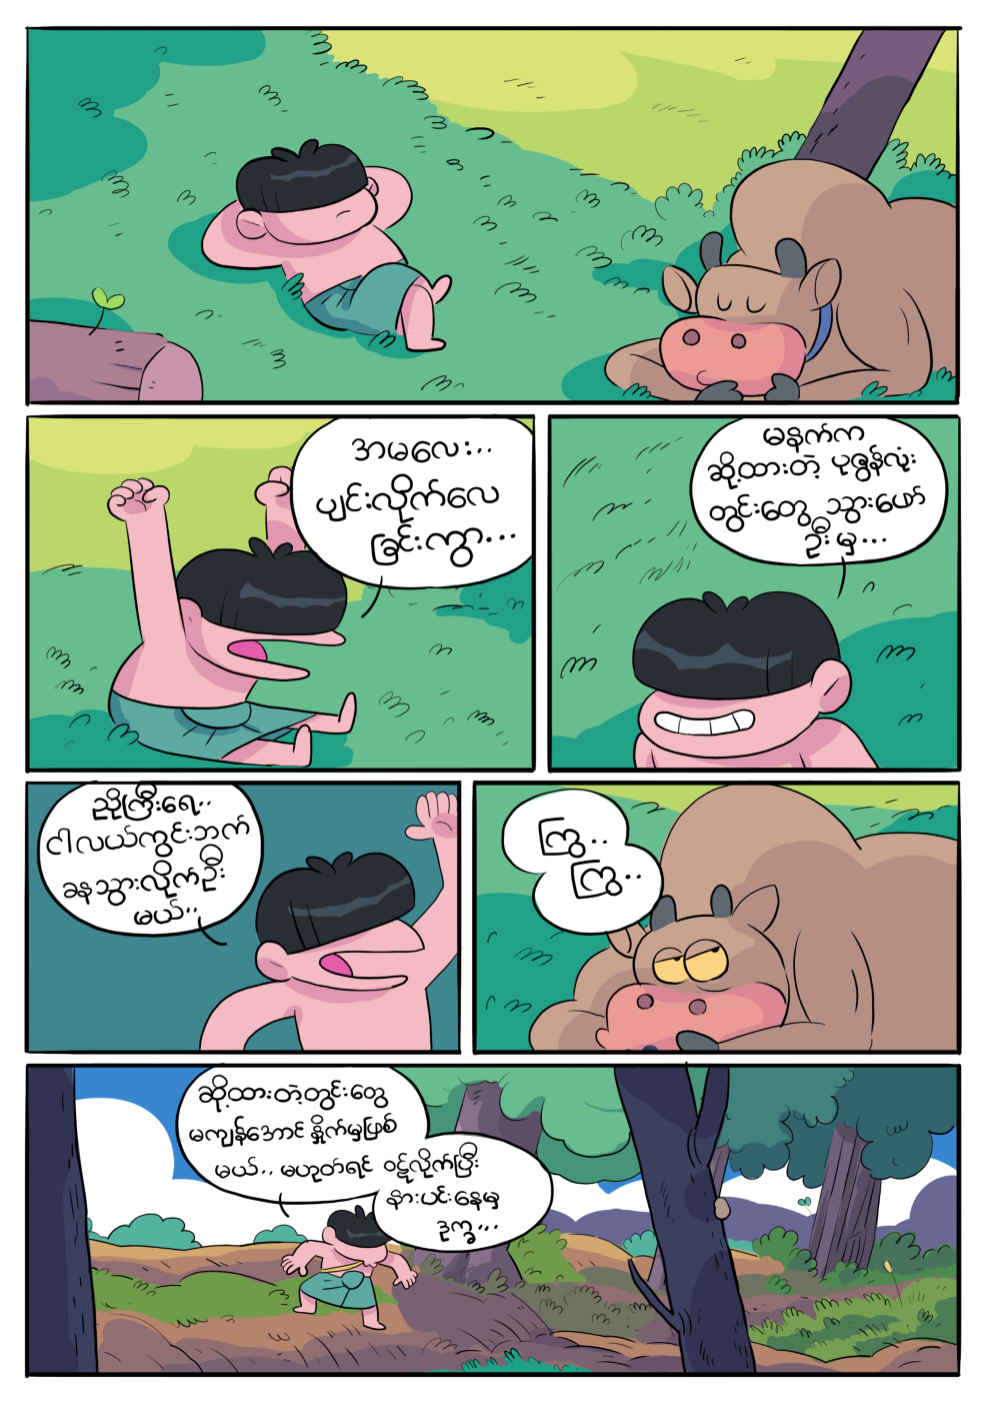 အာမလေး..
ပျင်းလိုက်လေ
ခြင်းကွာ...
မနက်က
ဆို့ထားတဲ့ ပုဇွန်လုံး
တွင်းတွေ သွားဖော်
ဦးမှ...
ညိုကြီးရေ..
ငါလယ်ကွင်းဘက်
ခနသွားလိုက်ဦး
မယ်..
ကြွ..
ကြွ..
ဆို့ထားတဲ့တွင်းတွေ
မကျန်အောင် နှိုက်မှဖြစ်
မယ်.. မဟုတ်ရင် ဝင့်လိုက်ပြီး
နားပင်းနေမှ
ဒုက္ခ...